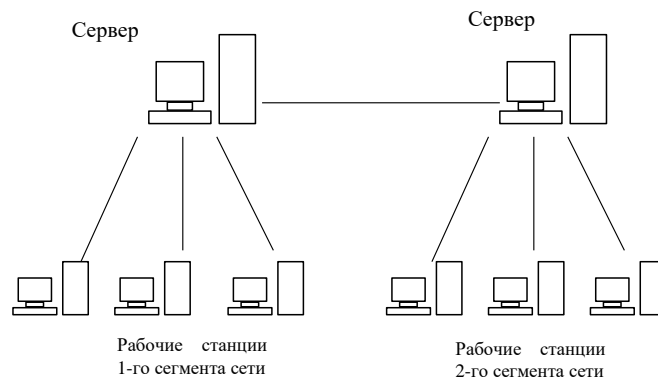 Сервер
Сервер
Рабочие станции
1-го сегмента сети
Рабочие станции
2-го сегмента сети